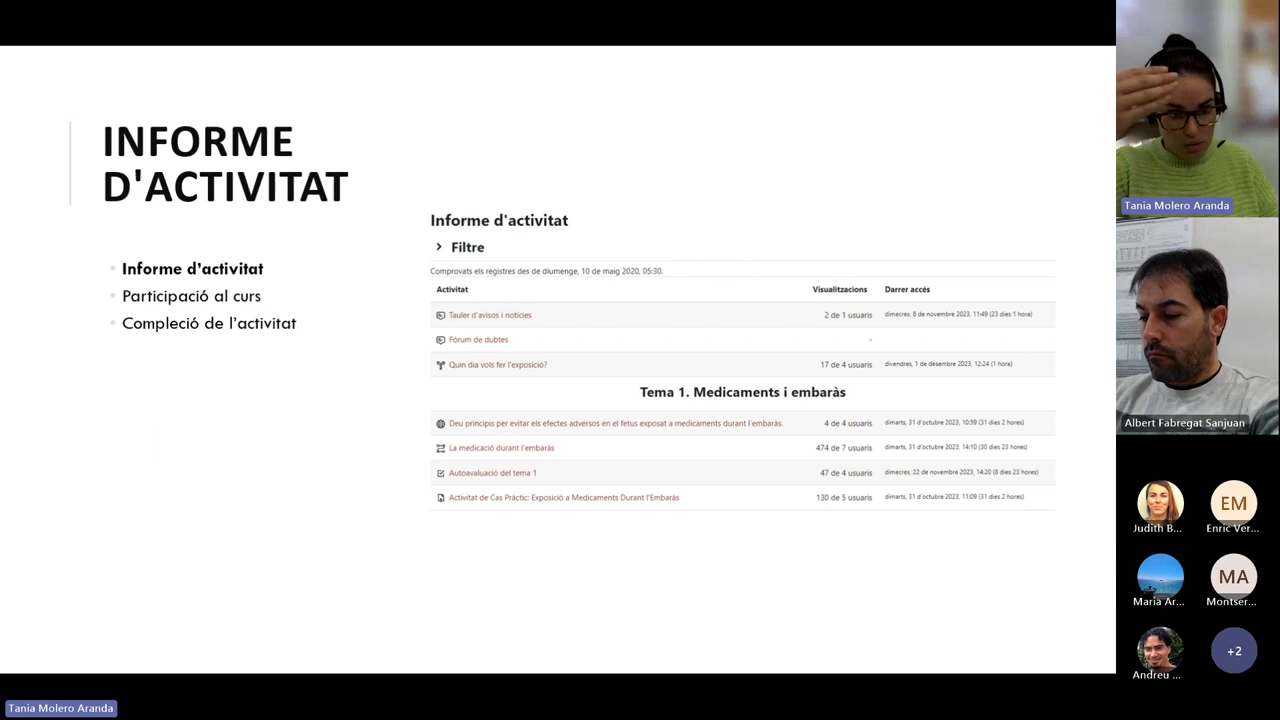 INFORME
D'ACTIVITAT
Informe d'activitat
Participació al curs
Compleció de l'activitat
Informe d'activitat
Filtre
Comprovats els registres des de diumenge, 10 de maig 2020, 05:30.
Activitat Visualitzacions Darrer accés
Tauler d'avisos i notícies 2 de 1 usuaris dimecres, 8 de novembre 2023, 11:49 (23 dies 1 hora)
Fòrum de dubtes -
Quin dia vols fer l'exposició? 17 de 4 usuaris divendres, 1 de desembre 2023, 12:24 (1 hora)
Tema 1. Medicaments i embaràs
Deu principis per evitar els efectes adversos en el fetus exposat a medicaments durant l'embaràs. 4 de 4 usuaris dimarts, 31 d'octubre 2023, 10:59 (31 dies 2 hores)
La medicació durant l'embaràs 474 de 7 usuaris dimarts, 31 d'octubre 2023, 14:10 (30 dies 23 hores)
Autoavaluació del tema 1 47 de 4 usuaris dimecres, 22 de novembre 2023, 14:20 (8 dies 23 hores)
Activitat de Cas Pràctic: Exposició a Medicaments Durant l'Embaràs 130 de 5 usuaris dimarts, 31 d'octubre 2023, 11:09 (31 dies 2 hores)
Tania Molero Aranda
Albert Fabregat Sanjuan
EM
Judith B... Enric Ver...
MA
Maria Ar... Montser...
+2
Andreu ...
Tania Molero Aranda